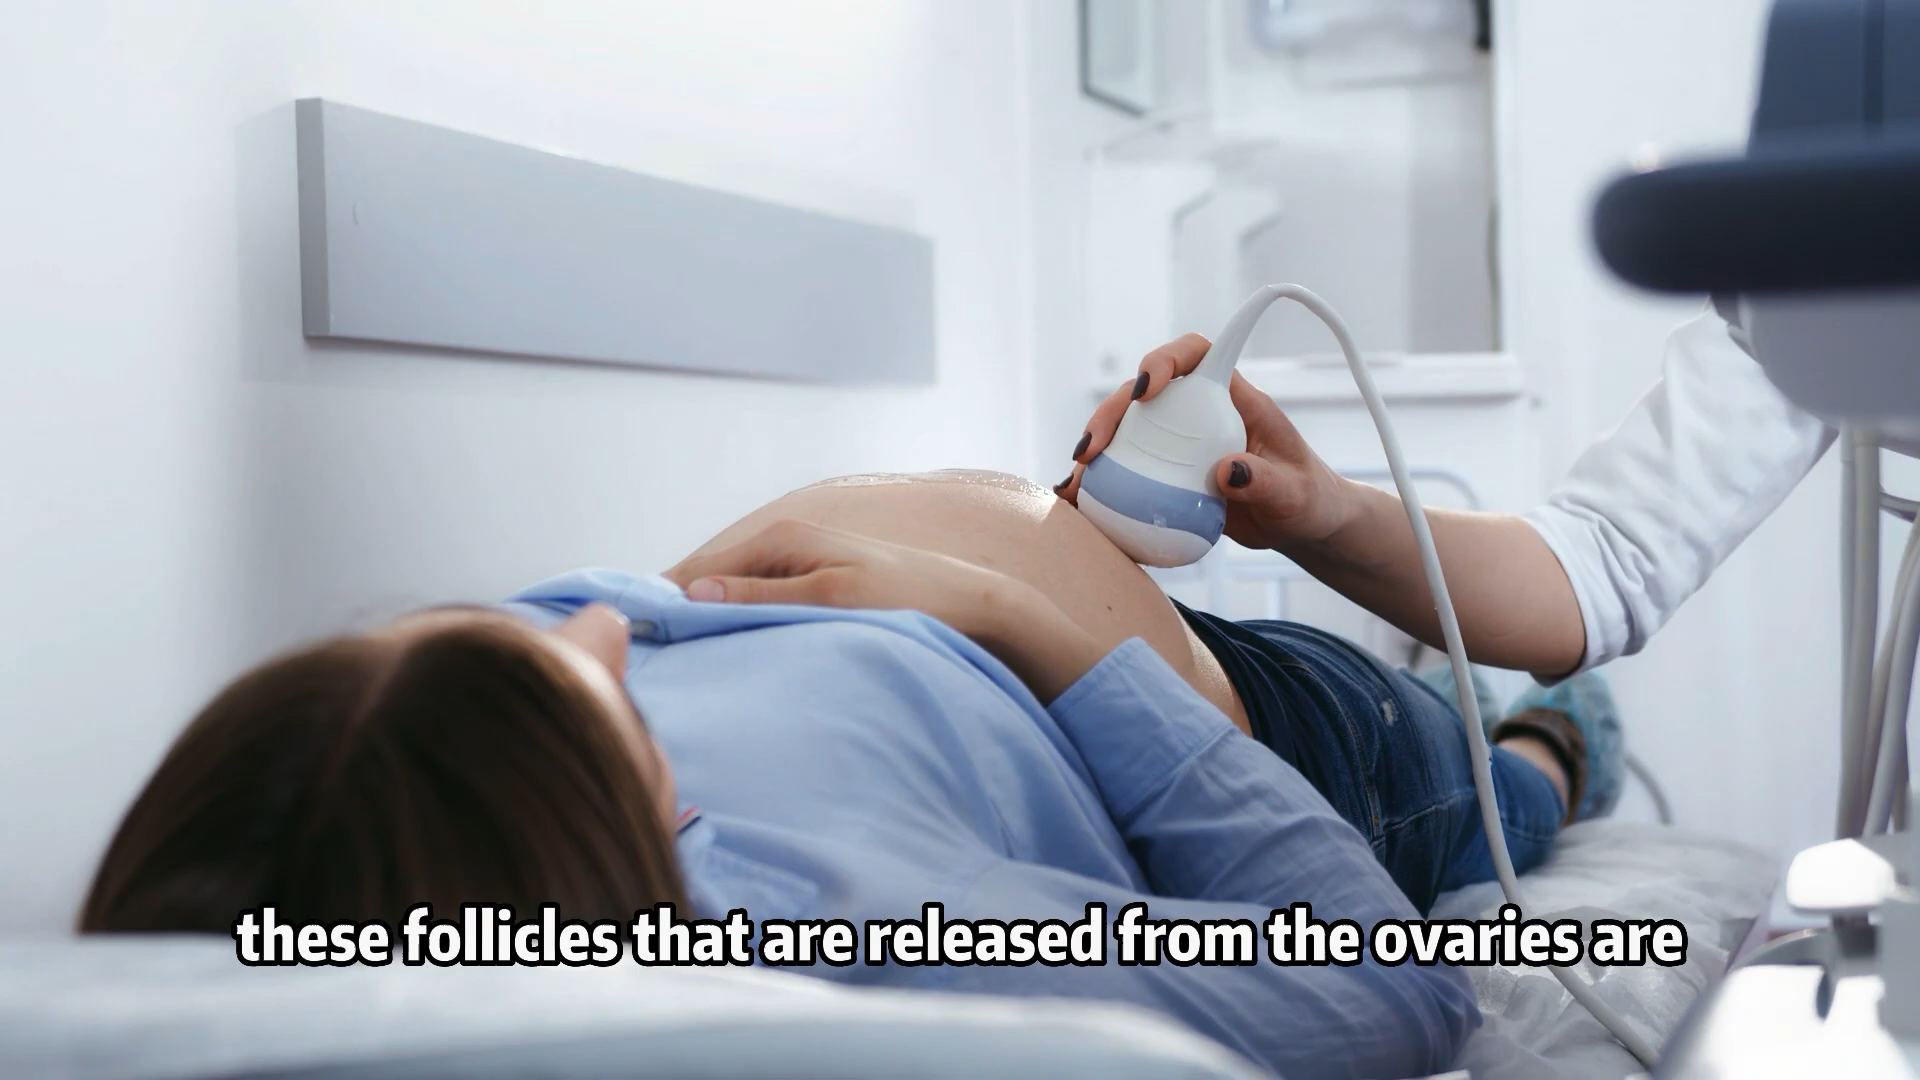 these follicles that are released from the ovaries are